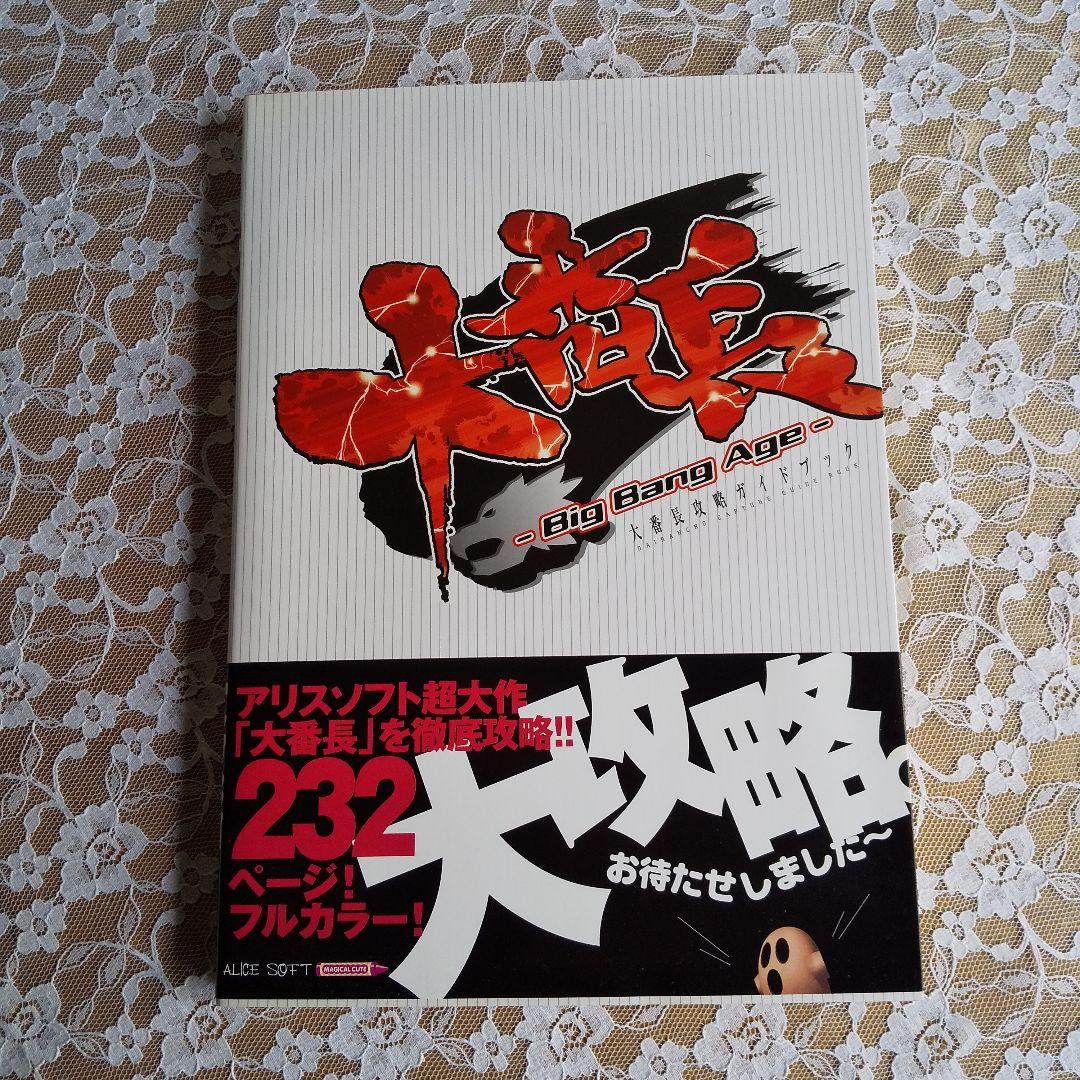 大番長
- Big Bang Age -
大番長攻略ガイドブック
DAIBANCHO CAPTURE GUIDE BOOK
アリスソフト超大作
「大番長」を徹底攻略!!
232
ページ!
フルカラー!
大攻略。
お待たせしました〜
ALICE SOFT MAGICAL CUTE